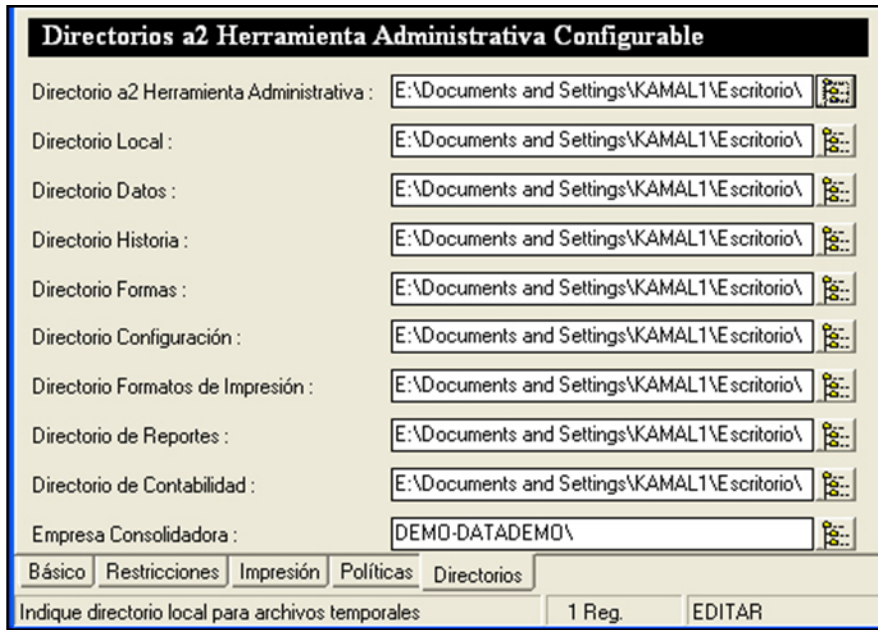 Directorios a2 Herramienta Administrativa Configurable
Directorio a2 Herramienta Administrativa : E:\Documents and Settings\KAMAL1\Escritorio\
Directorio Local : E:\Documents and Settings\KAMAL1\Escritorio\
Directorio Datos : E:\Documents and Settings\KAMAL1\Escritorio\
Directorio Historia : E:\Documents and Settings\KAMAL1\Escritorio\
Directorio Formas : E:\Documents and Settings\KAMAL1\Escritorio\
Directorio Configuración : E:\Documents and Settings\KAMAL1\Escritorio\
Directorio Formatos de Impresión : E:\Documents and Settings\KAMAL1\Escritorio\
Directorio de Reportes : E:\Documents and Settings\KAMAL1\Escritorio\
Directorio de Contabilidad : E:\Documents and Settings\KAMAL1\Escritorio\
Empresa Consolidadora : DEMO-DATADEMO\
Básico Restricciones Impresión Políticas Directorios
Indique directorio local para archivos temporales 1 Reg. EDITAR